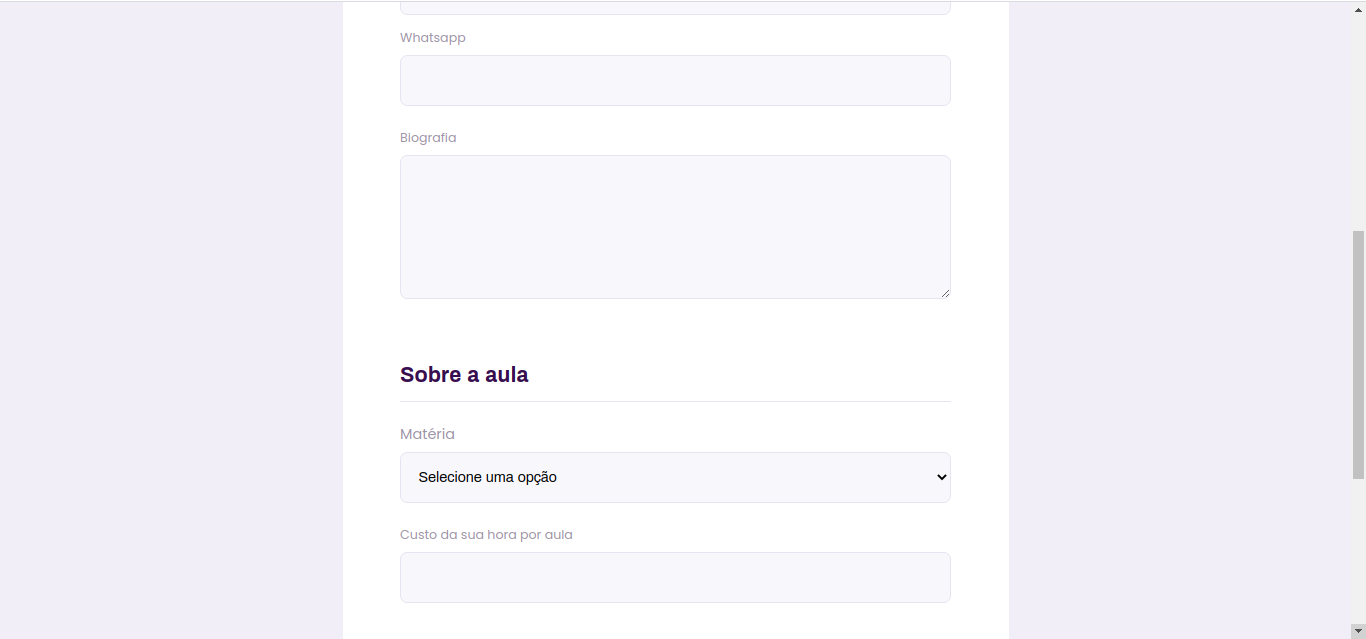 Whatsapp
Biografia
Sobre a aula
Matéria
Selecione uma opção
Custo da sua hora por aula